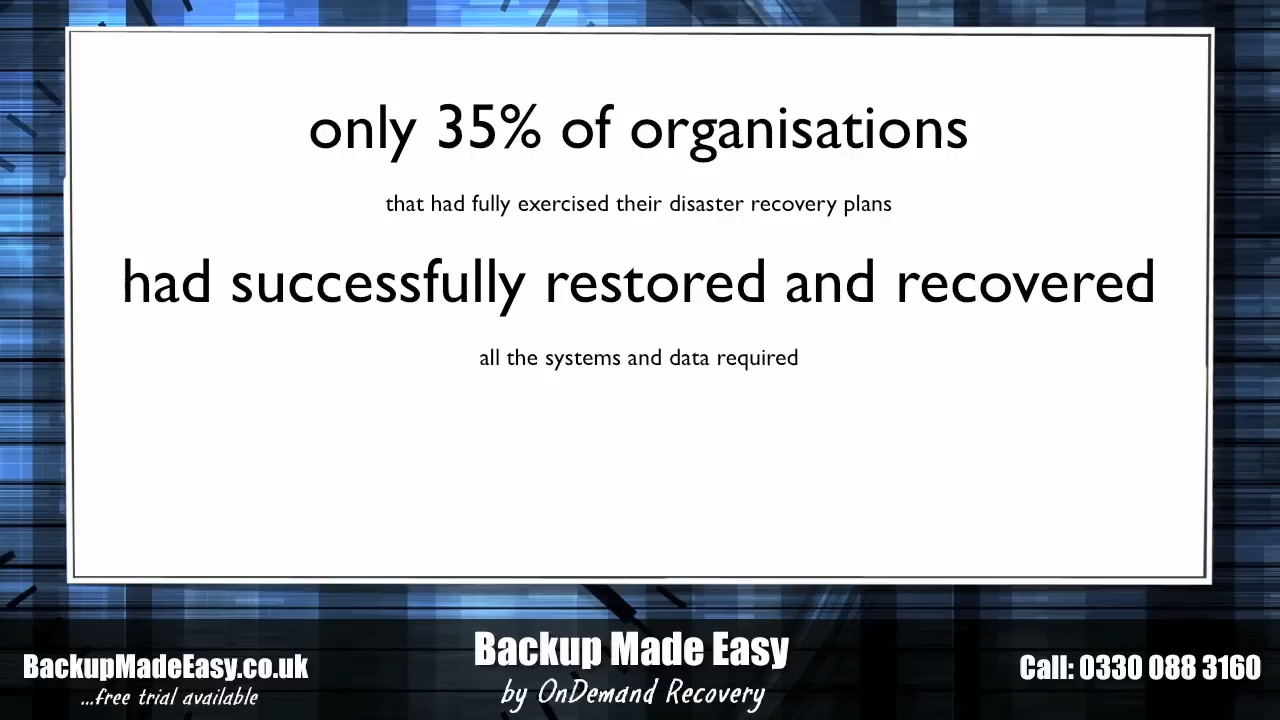 only 35% of organisations
that had fully exercised their disaster recovery plans
had successfully restored and recovered
all the systems and data required
Backup Made Easy
by OnDemand Recovery
BackupMadeEasy.co.uk
...free trial available
Call: 0330 088 3160